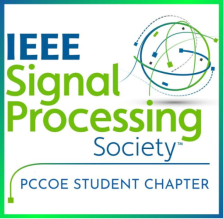 IEEE
Signal
Processing
Society™
PCCOE STUDENT CHAPTER